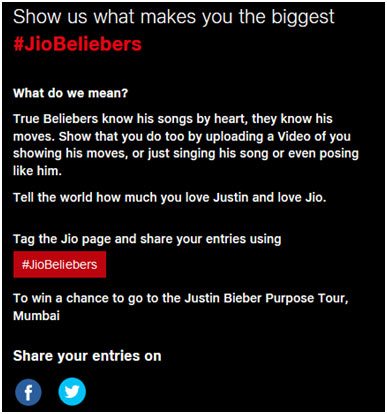 Show us what makes you the biggest
#JioBeliebers
What do we mean?
True Beliebers know his songs by heart, they know his
moves. Show that you do too by uploading a Video of you
showing his moves, or just singing his song or even posing
like him.
Tell the world how much you love Justin and love Jio.
Tag the Jio page and share your entries using
#JioBeliebers
To win a chance to go to the Justin Bieber Purpose Tour,
Mumbai
Share your entries on